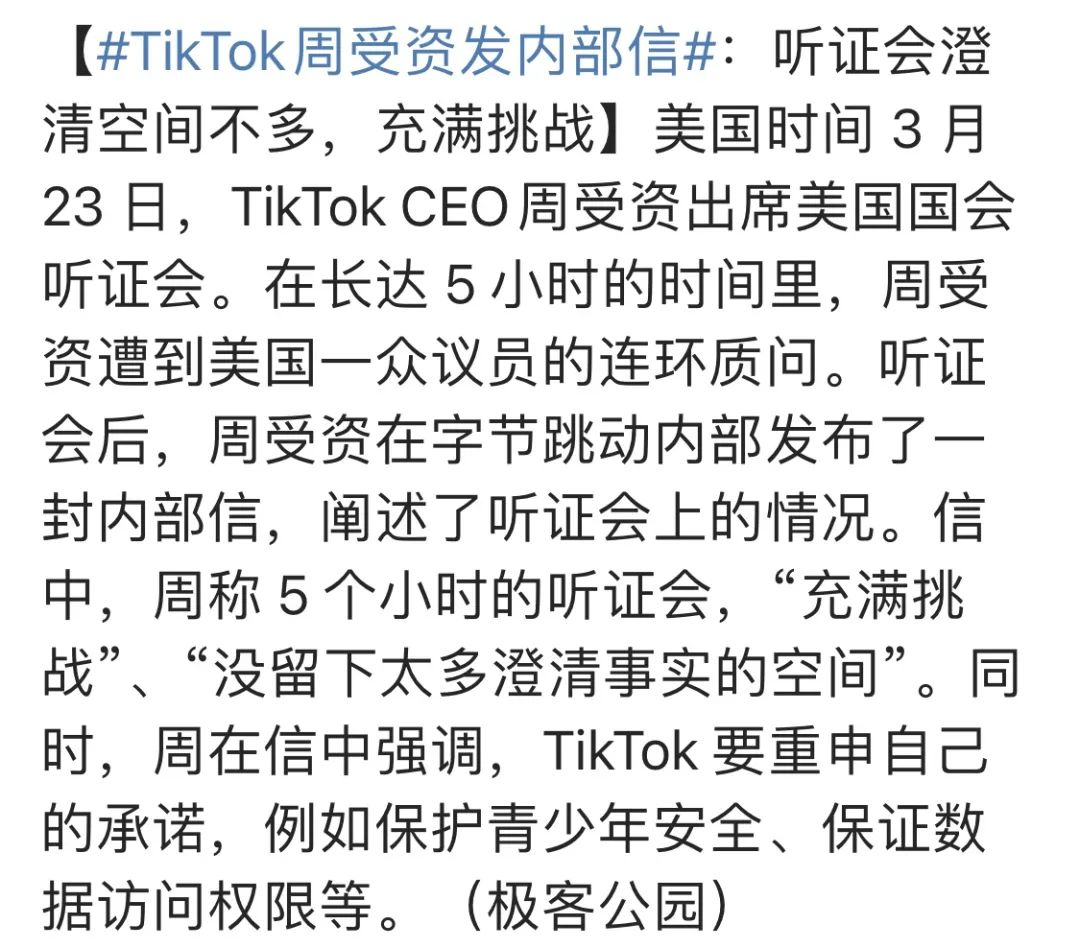 【#TikTok周受资发内部信#：听证会澄
清空间不多，充满挑战】美国时间 3 月
23 日，TikTok CEO周受资出席美国国会
听证会。在长达 5 小时的时间里，周受
资遭到美国一众议员的连环质问。听证
会后，周受资在字节跳动内部发布了一
封内部信，阐述了听证会上的情况。信
中，周称 5 个小时的听证会，“充满挑
战”、“没留下太多澄清事实的空间”。同
时，周在信中强调，TikTok 要重申自己
的承诺，例如保护青少年安全、保证数
据访问权限等。（极客公园）